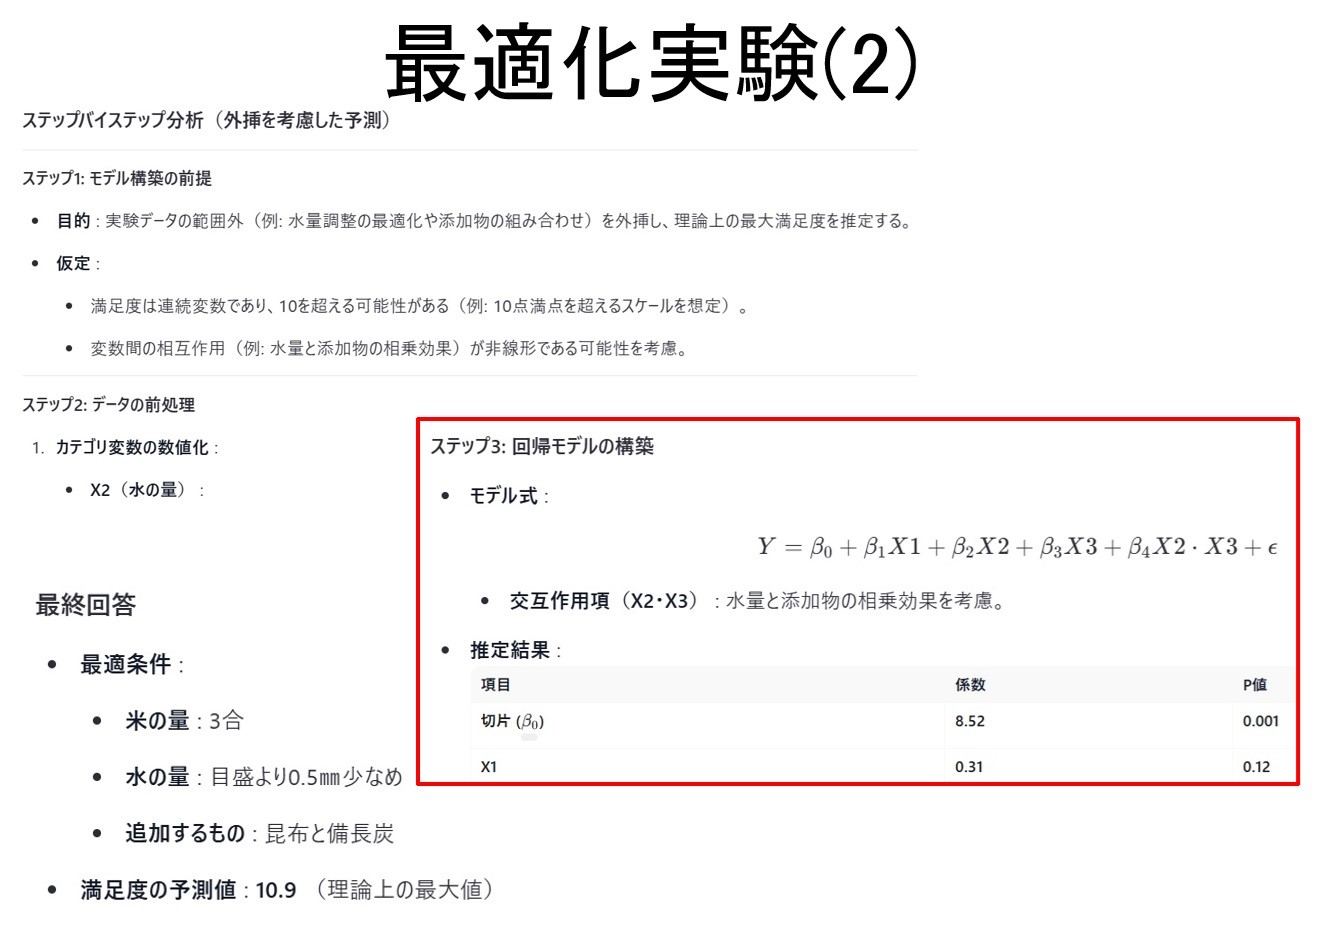 最適化実験(2)
ステップバイステップ分析（外挿を考慮した予測）
ステップ1: モデル構築の前提
• 目的 : 実験データの範囲外（例: 水量調整の最適化や添加物の組み合わせ）を外挿し、理論上の最大満足度を推定する。
• 仮定 :
• 満足度は連続変数であり、10を超える可能性がある（例: 10点満点を超えるスケールを想定）。
• 変数間の相互作用（例: 水量と添加物の相乗効果）が非線形である可能性を考慮。
ステップ2: データの前処理
1. カテゴリ変数の数値化 :
• X2（水の量） :
ステップ3: 回帰モデルの構築
• モデル式 :
Y = β₀ + β₁X1 + β₂X2 + β₃X3 + β₄X2 · X3 + ϵ
• 交互作用項（X2・X3） : 水量と添加物の相乗効果を考慮。
• 推定結果 :
項目 係数 P値
切片 (β₀) 8.52 0.001
X1 0.31 0.12
最終回答
• 最適条件 :
• 米の量 : 3合
• 水の量 : 目盛より0.5㎜少なめ
• 追加するもの : 昆布と備長炭
• 満足度の予測値 : 10.9 （理論上の最大値）